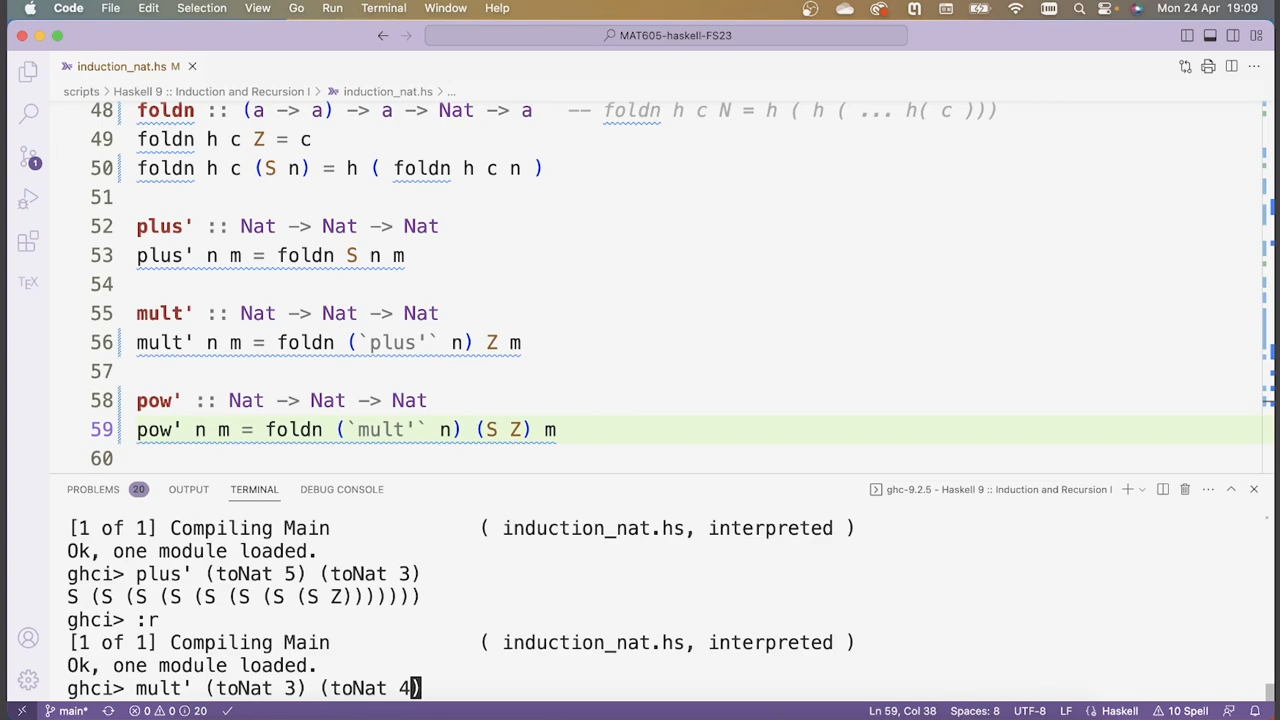 Code File Edit Selection View Go Run Terminal Window Help Mon 24 Apr 19:09
MAT605-haskell-FS23
induction_nat.hs M
scripts > Haskell 9 :: Induction and Recursion I > induction_nat.hs > ...
48 foldn :: (a -> a) -> a -> Nat -> a -- foldn h c N = h ( h ( ... h( c )))
49 foldn h c Z = c
50 foldn h c (S n) = h ( foldn h c n )
51
52 plus' :: Nat -> Nat -> Nat
53 plus' n m = foldn S n m
54
55 mult' :: Nat -> Nat -> Nat
56 mult' n m = foldn (`plus'` n) Z m
57
58 pow' :: Nat -> Nat -> Nat
59 pow' n m = foldn (`mult'` n) (S Z) m
60
PROBLEMS 20 OUTPUT TERMINAL DEBUG CONSOLE ghc-9.2.5 - Haskell 9 :: Induction and Recursion I
[1 of 1] Compiling Main ( induction_nat.hs, interpreted )
Ok, one module loaded.
ghci> plus' (toNat 5) (toNat 3)
S (S (S (S (S (S (S (S Z)))))))
ghci> :r
[1 of 1] Compiling Main ( induction_nat.hs, interpreted )
Ok, one module loaded.
ghci> mult' (toNat 3) (toNat 4)
main* 0 0 20 Ln 59, Col 38 Spaces: 8 UTF-8 LF Haskell 10 Spell
1
TEX